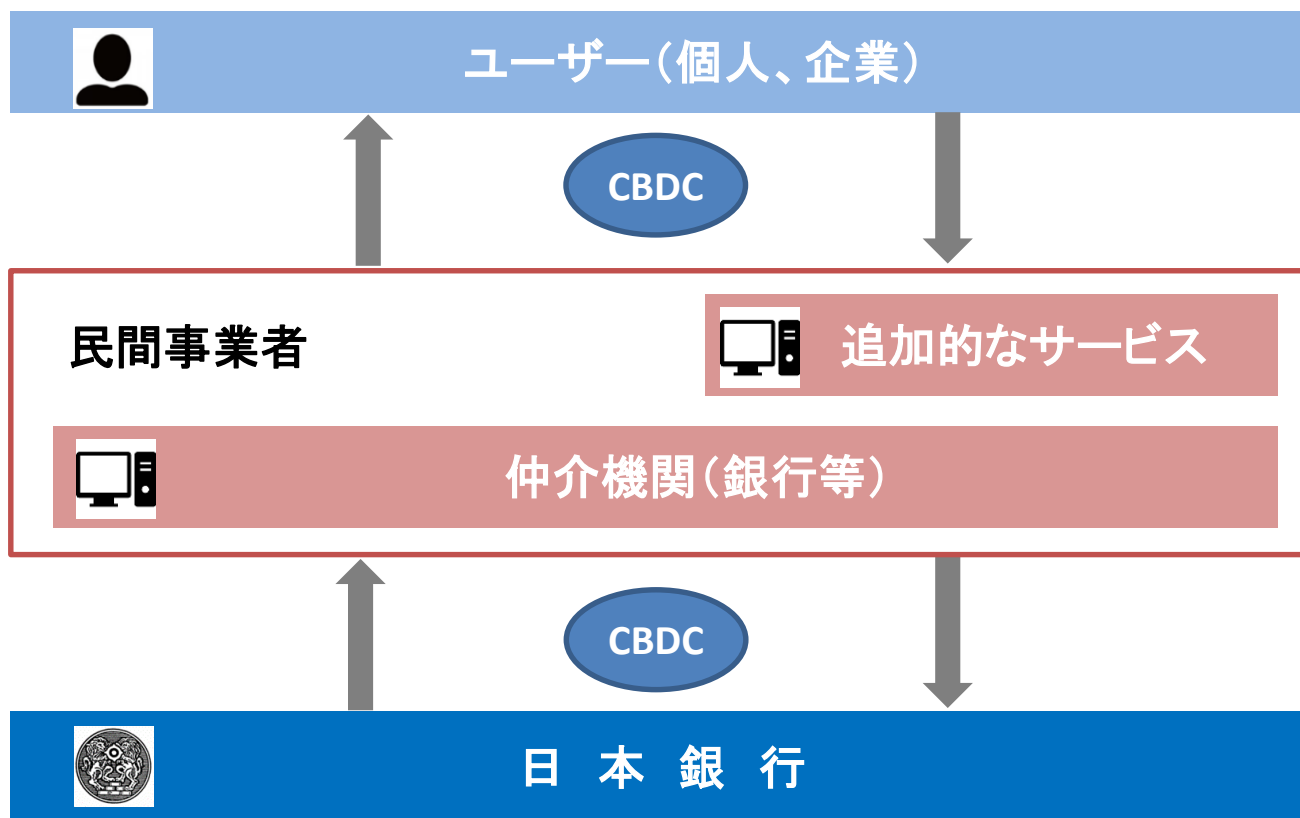 ユーザー(個人、企業)
CBDC
民間事業者
追加的なサービス
仲介機関(銀行等)
CBDC
日 本 銀 行